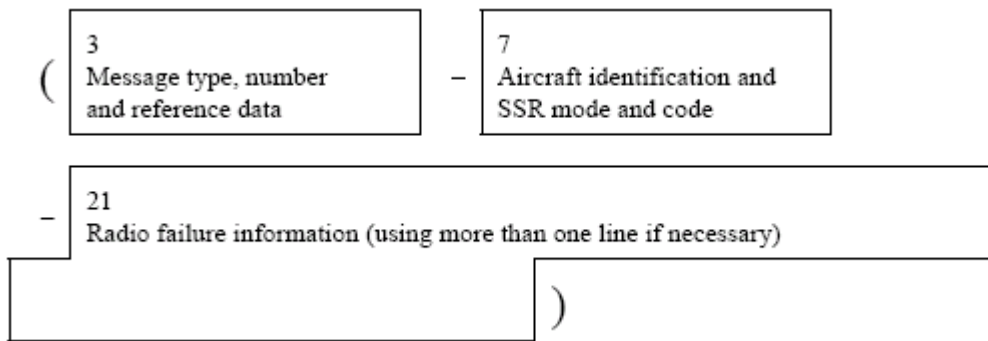 3
7
( Message type, number – Aircraft identification and
and reference data
SSR mode and code
– 21
Radio failure information (using more than one line if necessary)
)